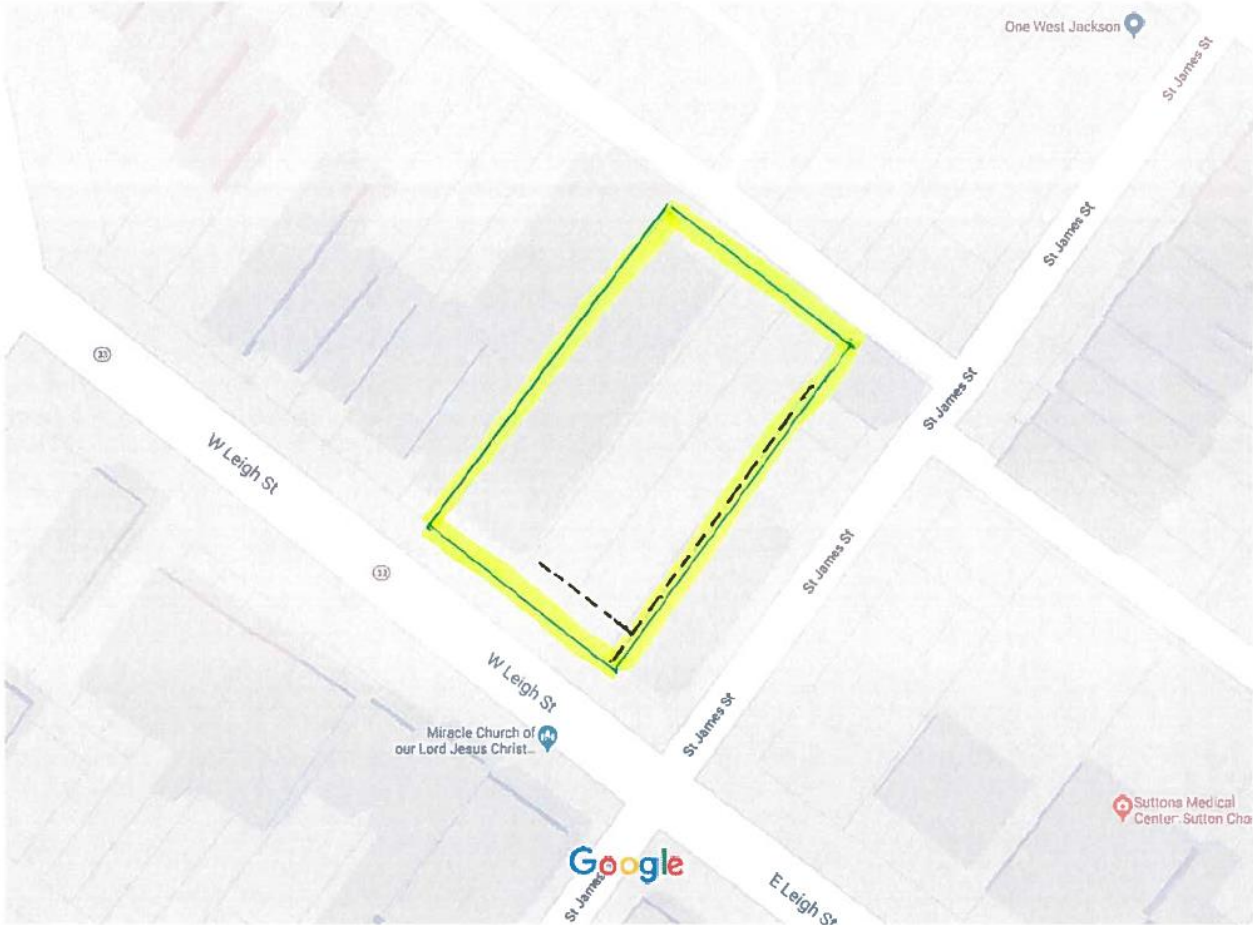 One West Jackson
St James St
St James St
33
St James St
W Leigh St
St James St
33
W Leigh St
St James St
Miracle Church of
our Lord Jesus Christ...
Suttons Medical
Center: Sutton Cha
Google
St James
E Leigh St